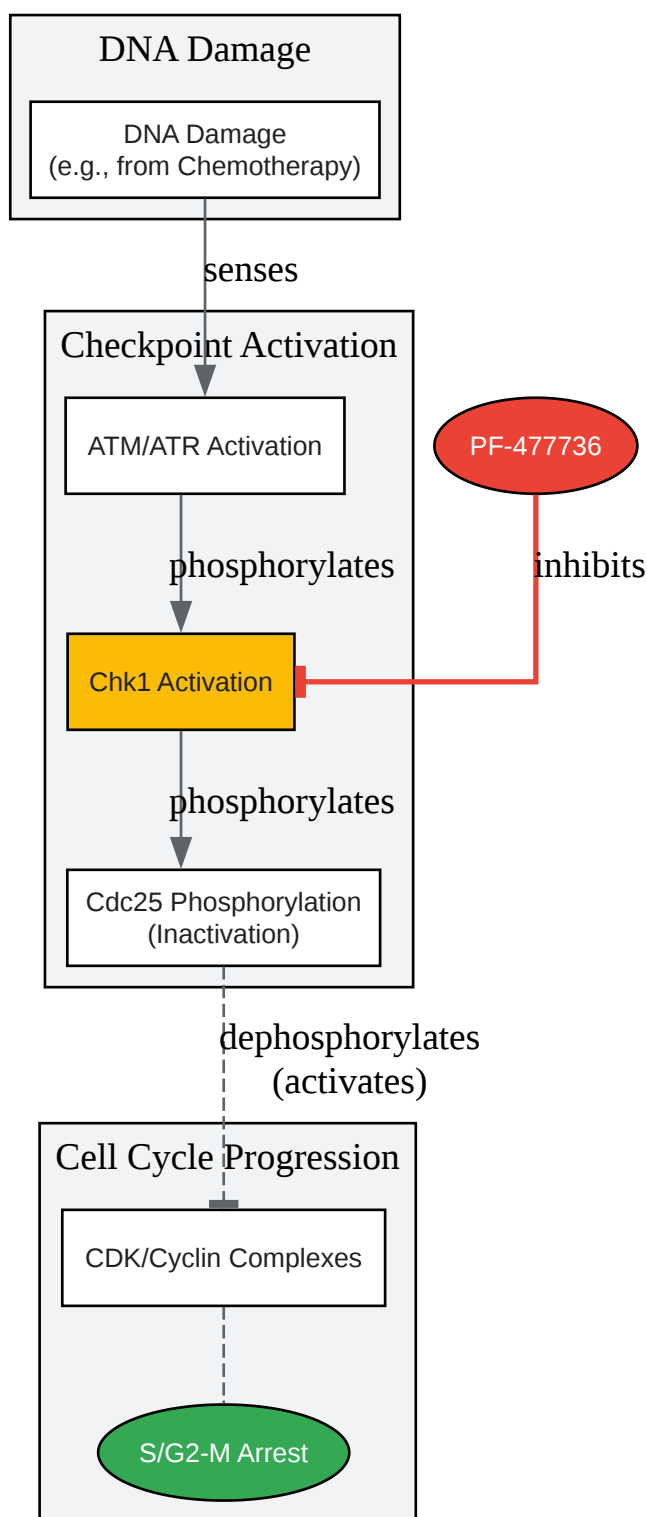 DNA Damage
DNA Damage
(e.g., from Chemotherapy)
senses
Checkpoint Activation
ATM/ATR Activation
PF-477736
phosphorylates
inhibits
Chk1 Activation
phosphorylates
Cdc25 Phosphorylation
(Inactivation)
dephosphorylates
(activates)
Cell Cycle Progression
CDK/Cyclin Complexes
S/G2-M Arrest